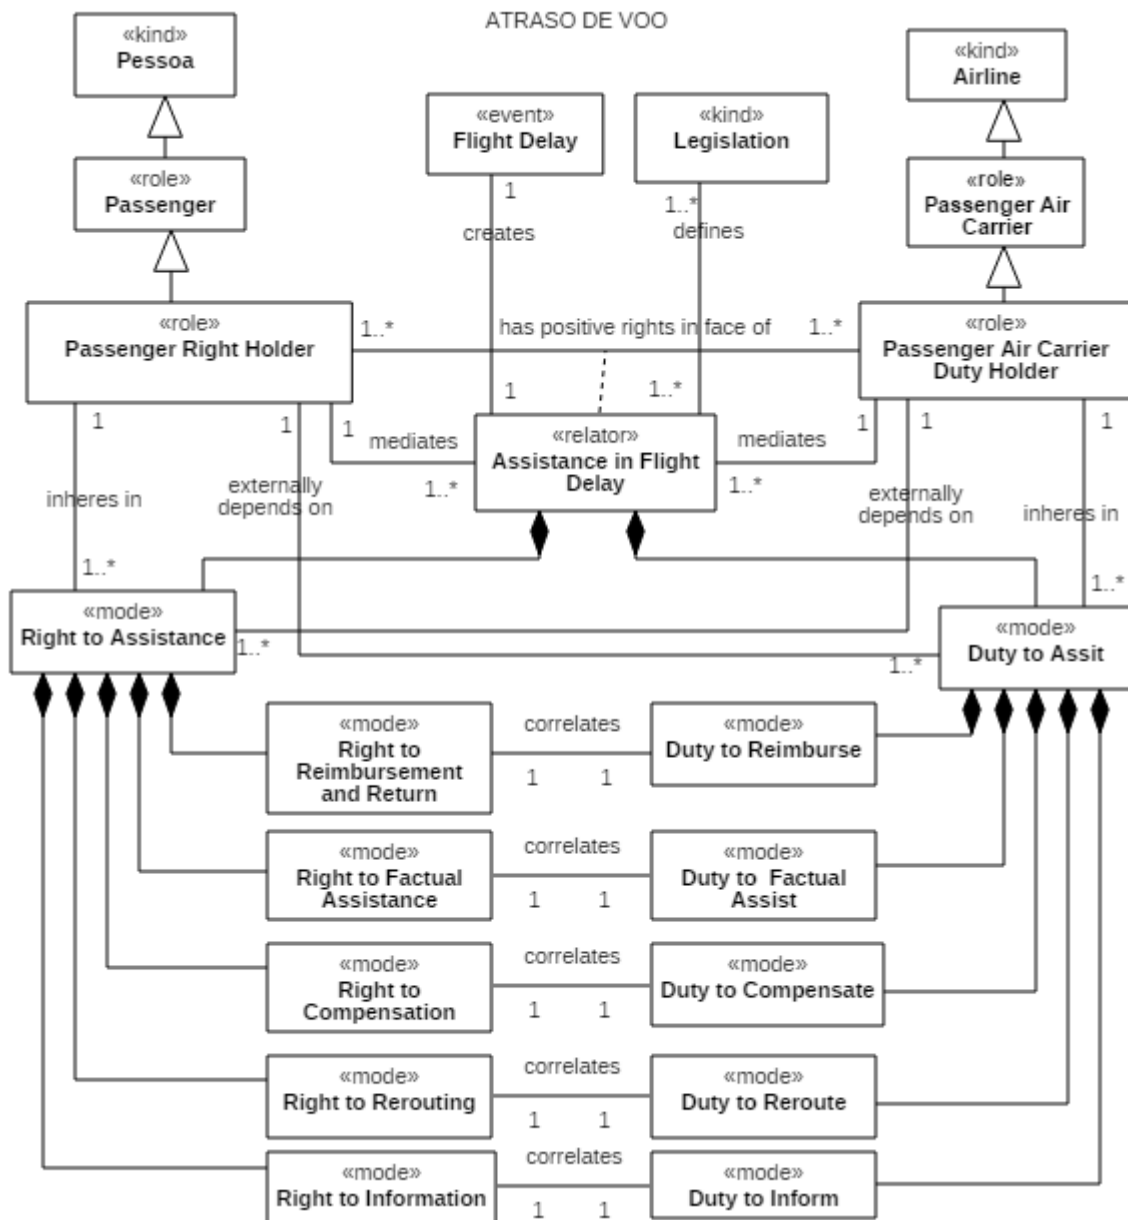 ATRASO DE VOO
«kind»
Pessoa
«kind»
Airline
«event»
Flight Delay
«kind»
Legislation
«role»
Passenger
«role»
Passenger Air
Carrier
1
1..*
creates
defines
«role»
Passenger Right Holder
1..*
has positive rights in face of
1..*
«role»
Passenger Air Carrier
Duty Holder
1
1..*
1
1
1
mediates
«relator»
Assistance in Flight
Delay
mediates
1
1
1
inheres in
externally
depends on
1..*
1..*
externally
depends on
inheres in
1..*
1..*
«mode»
Right to Assistance
1..*
1..*
«mode»
Duty to Assit
«mode»
Right to
Reimbursement
and Return
correlates
1
1
«mode»
Duty to Reimburse
«mode»
Right to Factual
Assistance
correlates
1
1
«mode»
Duty to  Factual
Assist
«mode»
Right to
Compensation
correlates
1
1
«mode»
Duty to Compensate
«mode»
Right to Rerouting
correlates
1
1
«mode»
Duty to Reroute
«mode»
Right to Information
correlates
1
1
«mode»
Duty to Inform